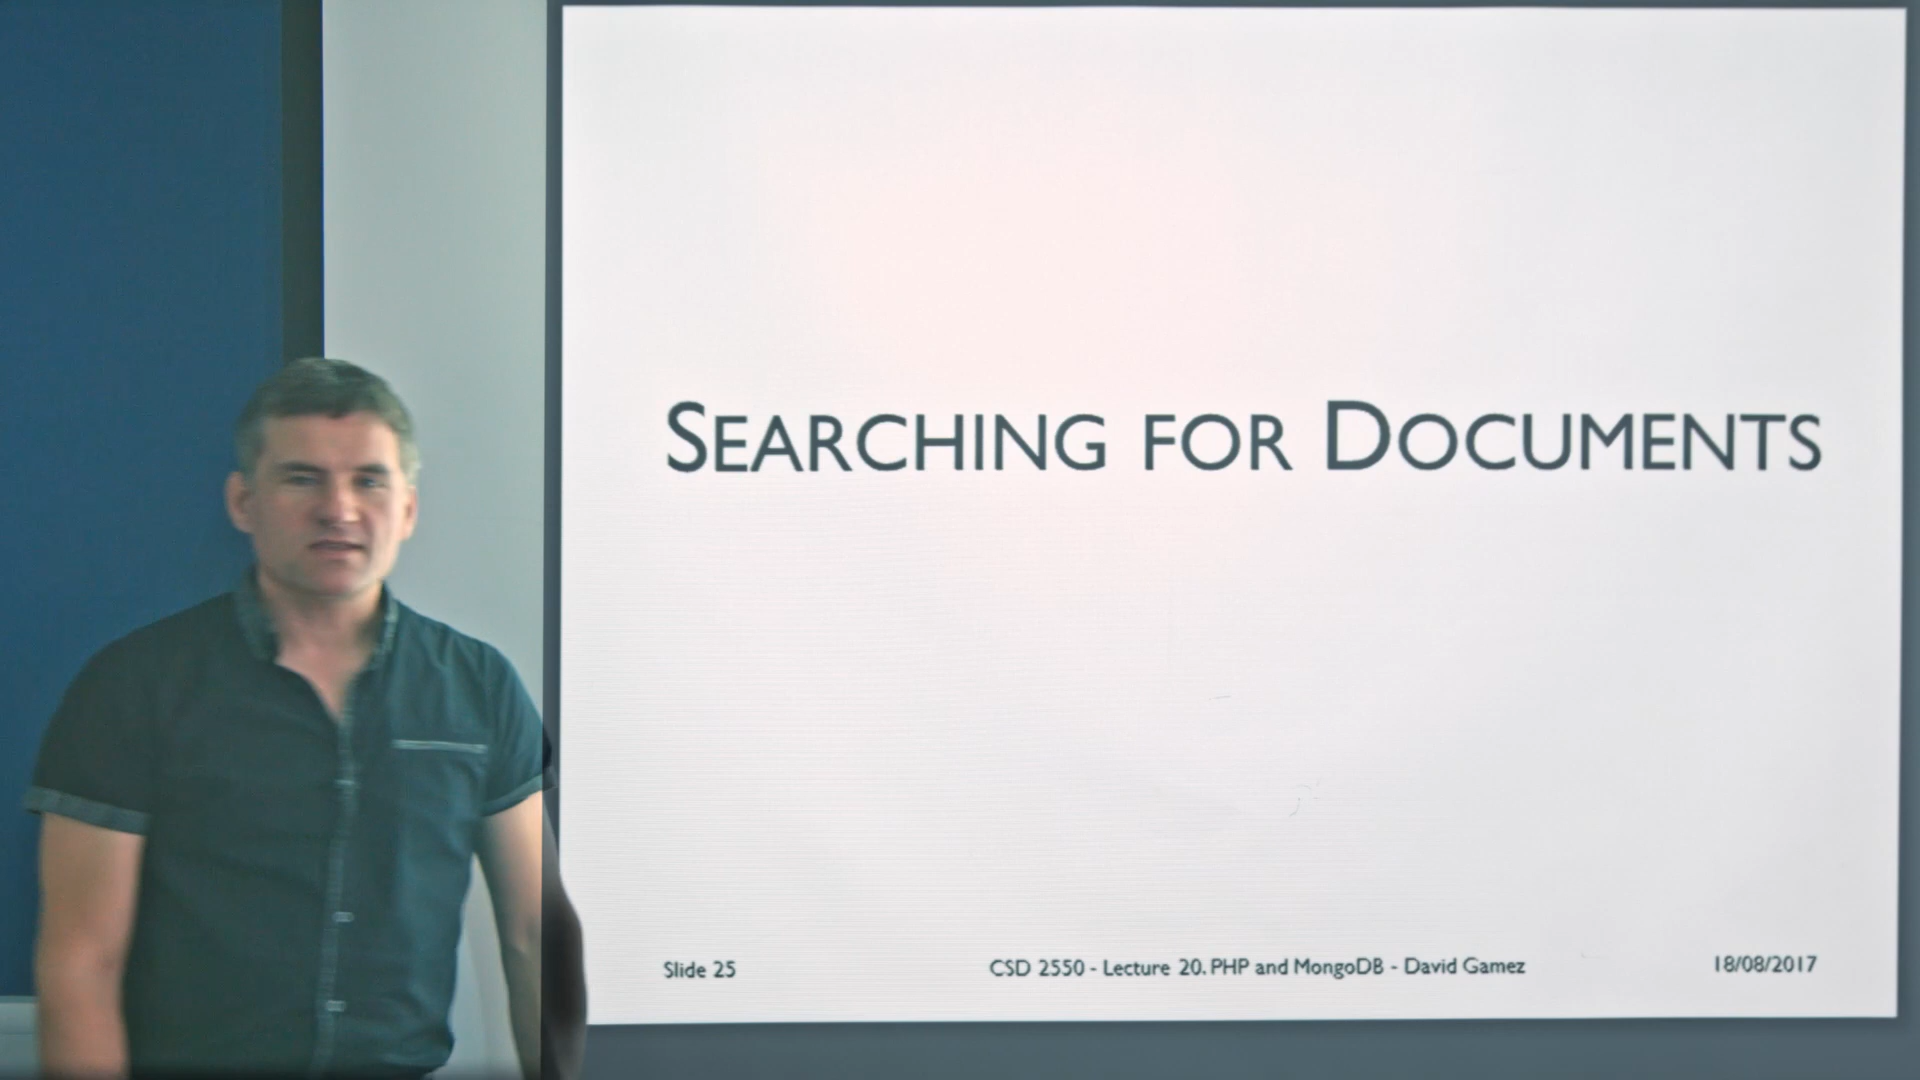 SEARCHING FOR DOCUMENTS
Slide 25
CSD 2550 - Lecture 20. PHP and MongoDB - David Gamez
18/08/2017